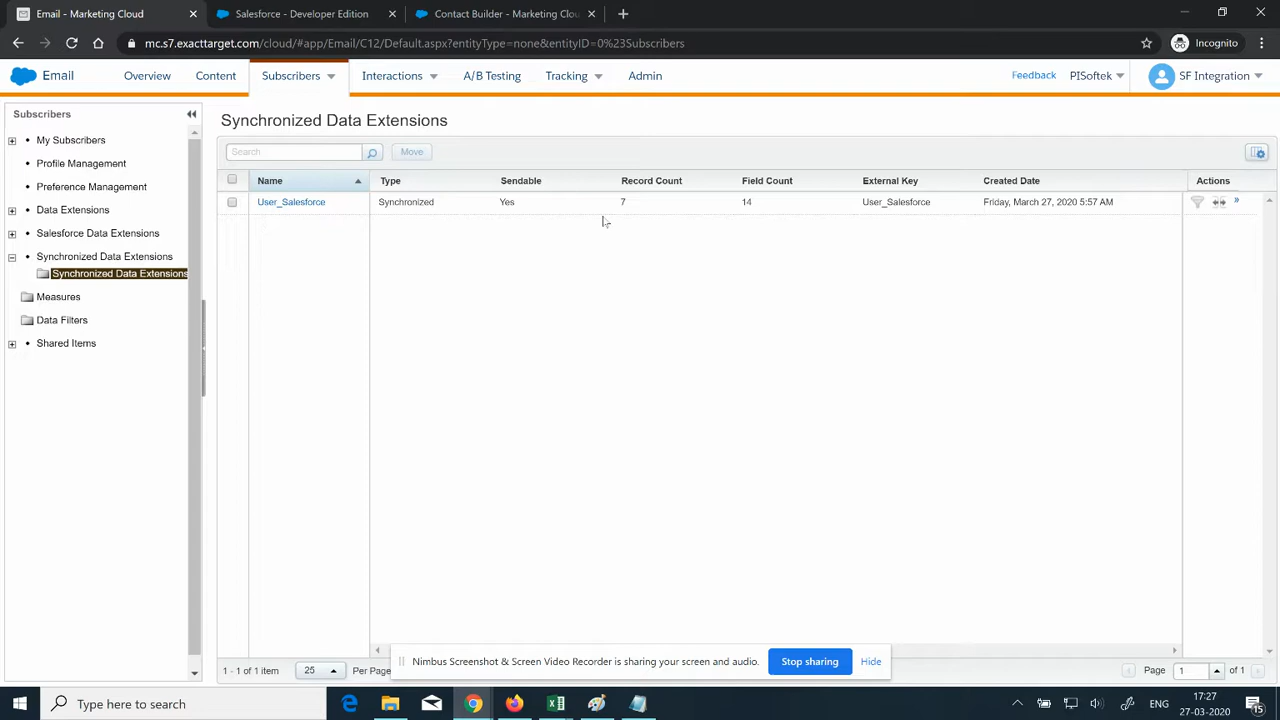 Email - Marketing Cloud
Salesforce - Developer Edition
Contact Builder - Marketing Clou
mc.s7.exacttarget.com/cloud/#app/Email/C12/Default.aspx?entityType=none&entityID=0%23Subscribers
Incognito
Email
Overview
Content
Subscribers
Interactions
A/B Testing
Tracking
Admin
Feedback
PISoftek
SF Integration
Subscribers
My Subscribers
Profile Management
Preference Management
Data Extensions
Salesforce Data Extensions
Synchronized Data Extensions
Synchronized Data Extensions
Measures
Data Filters
Shared Items
Synchronized Data Extensions
Search
Move
Name Type Sendable Record Count Field Count External Key Created Date Actions
User_Salesforce Synchronized Yes 7 14 User_Salesforce Friday, March 27, 2020 5:57 AM
Nimbus Screenshot & Screen Video Recorder is sharing your screen and audio.
Stop sharing
Hide
1 - 1 of 1 item
25
Per Page
Page 1 of 1
Type here to search
ENG
17:27
27-03-2020
15